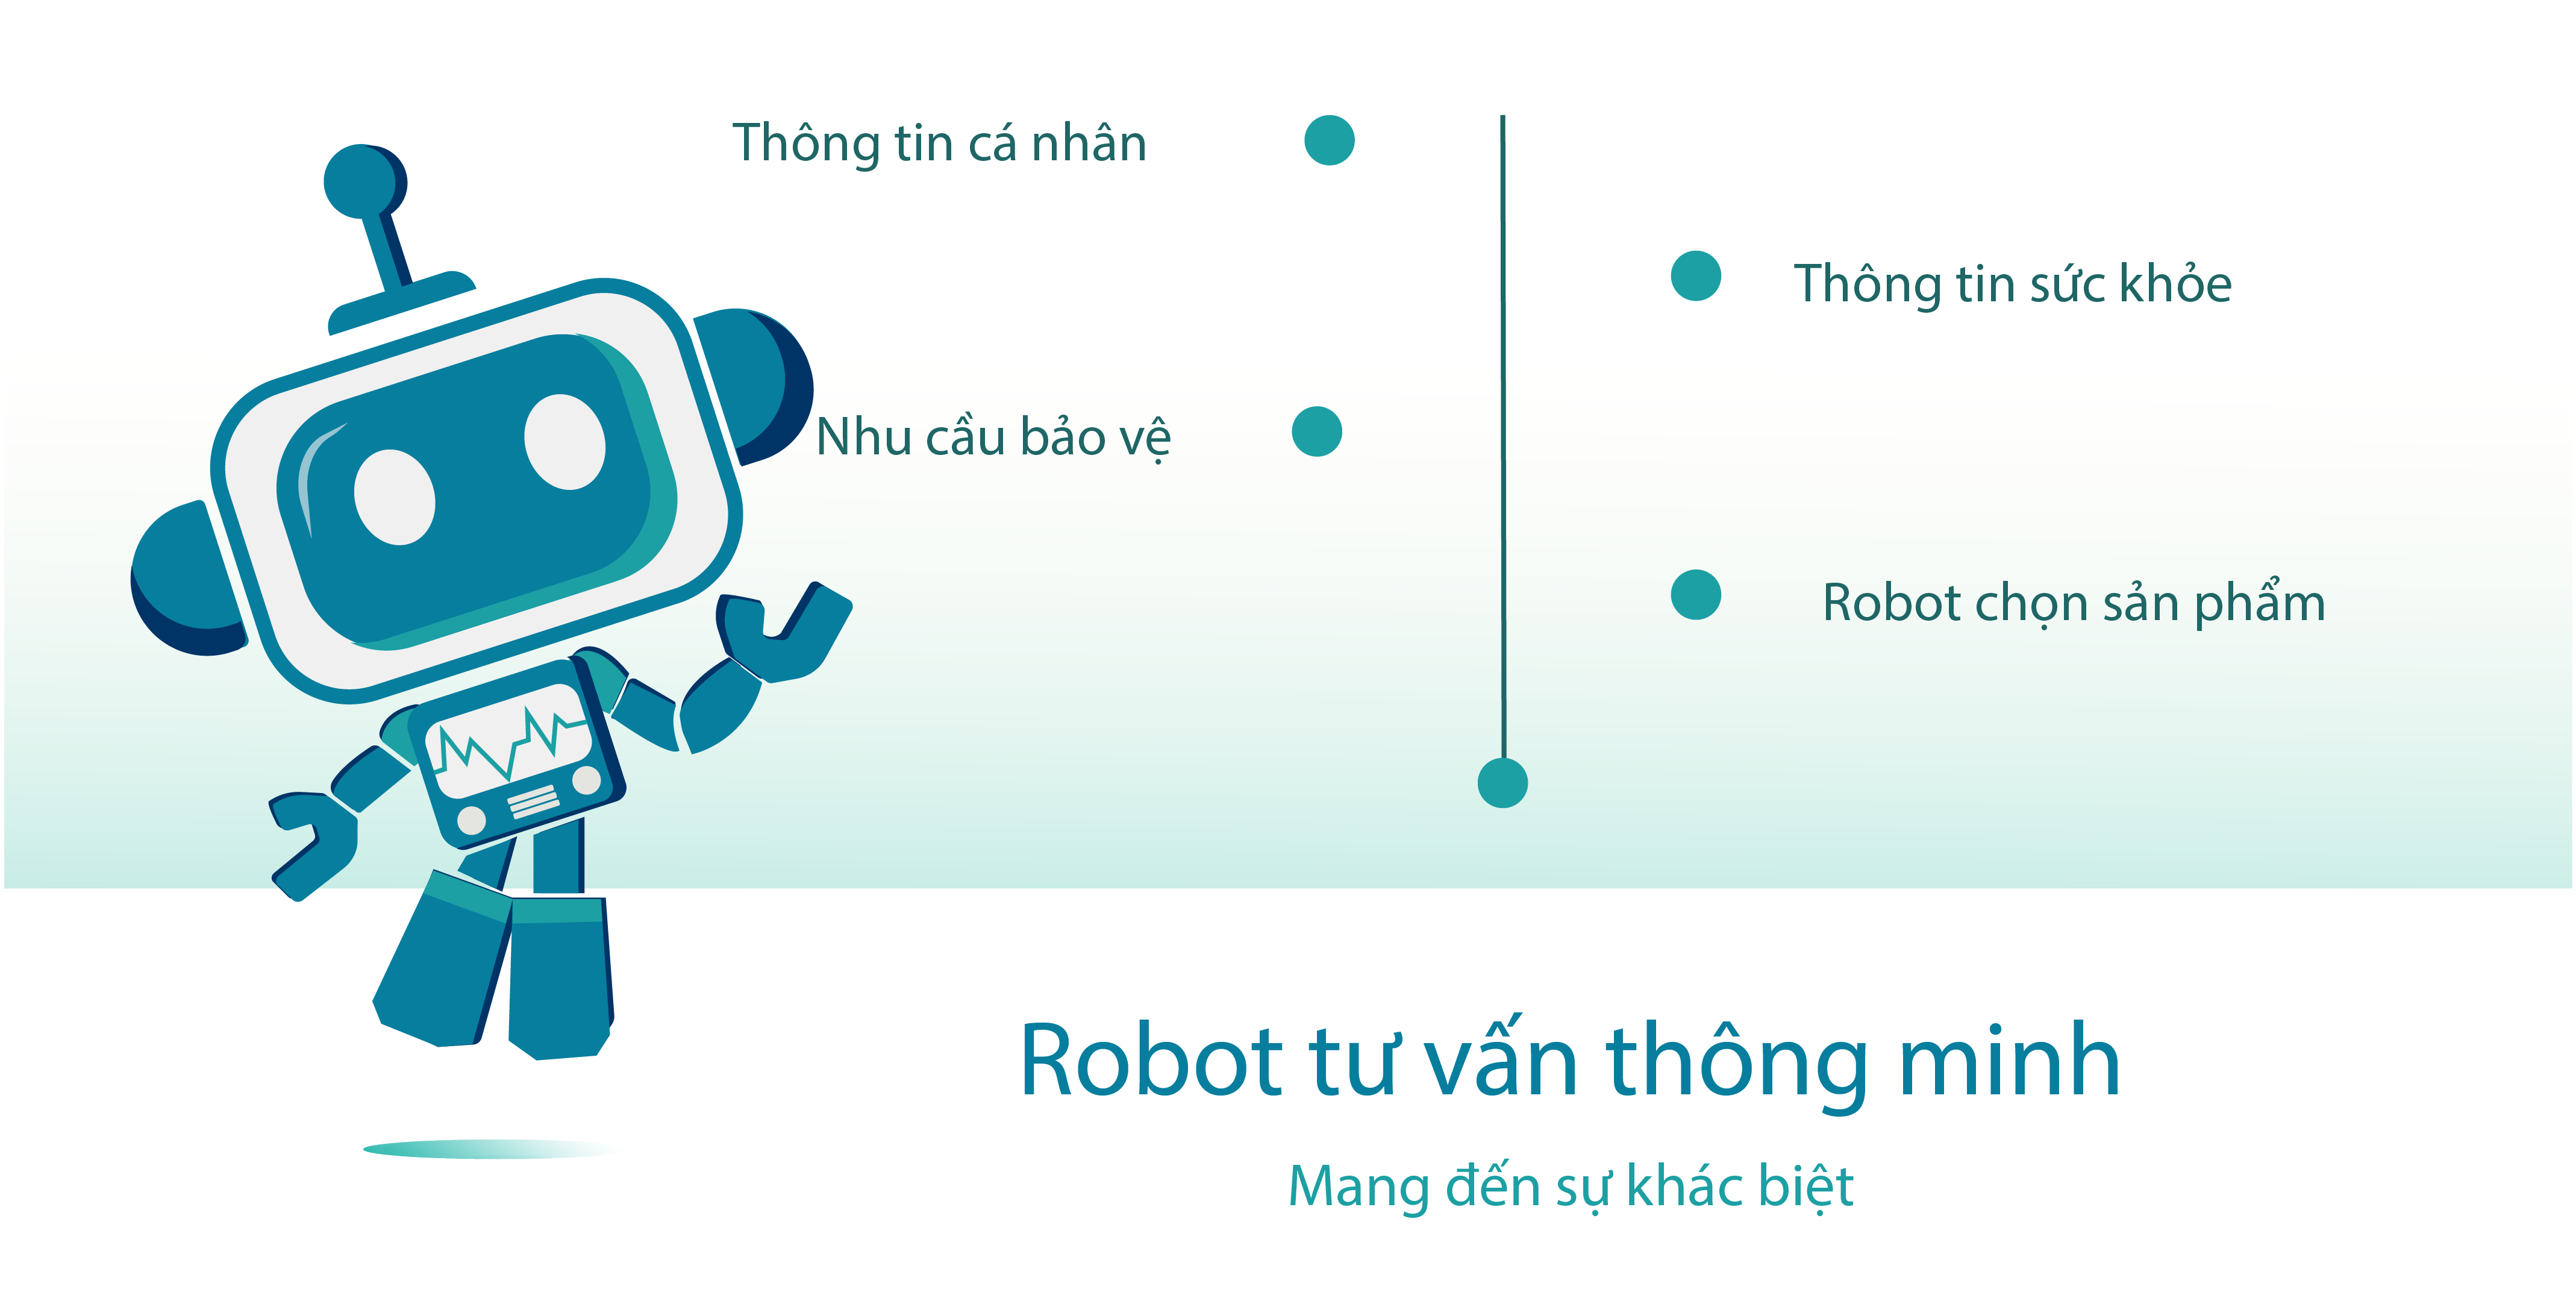 Thông tin cá nhân
Thông tin sức khỏe
Nhu cầu bảo vệ
Robot chọn sản phẩm
Robot tư vấn thông minh
Mang đến sự khác biệt